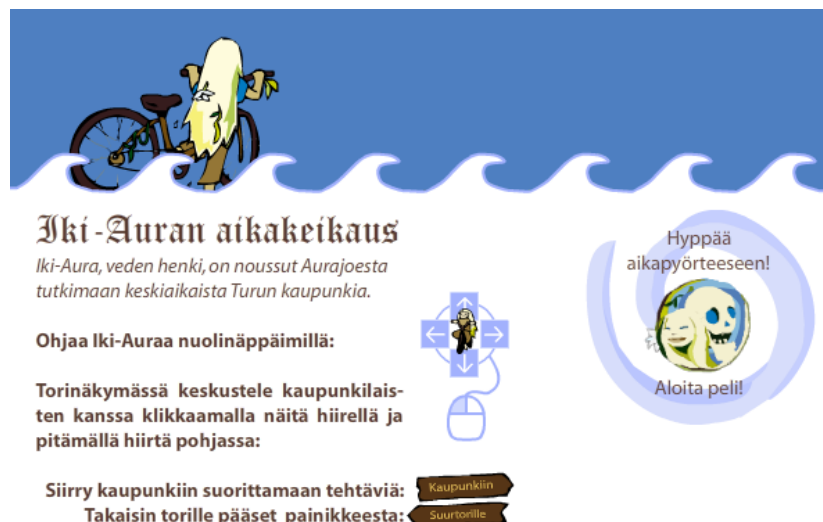 Iki-Auran aikakeikaus
Iki-Aura, veden henki, on noussut Aurajoesta
tutkimaan keskiaikaista Turun kaupunkia.
Ohjaa Iki-Auraa nuolinäppäimillä:
Torinäkymässä keskustele kaupunkilais-
ten kanssa klikkaamalla näitä hiirellä ja
pitämällä hiirtä pohjassa:
Siirry kaupunkiin suorittamaan tehtäviä:
Kaupunkiin
Takaisin torille pääset painikkeesta:
Suurtorille
Hyppää
aikapyörteeseen!
Aloita peli!